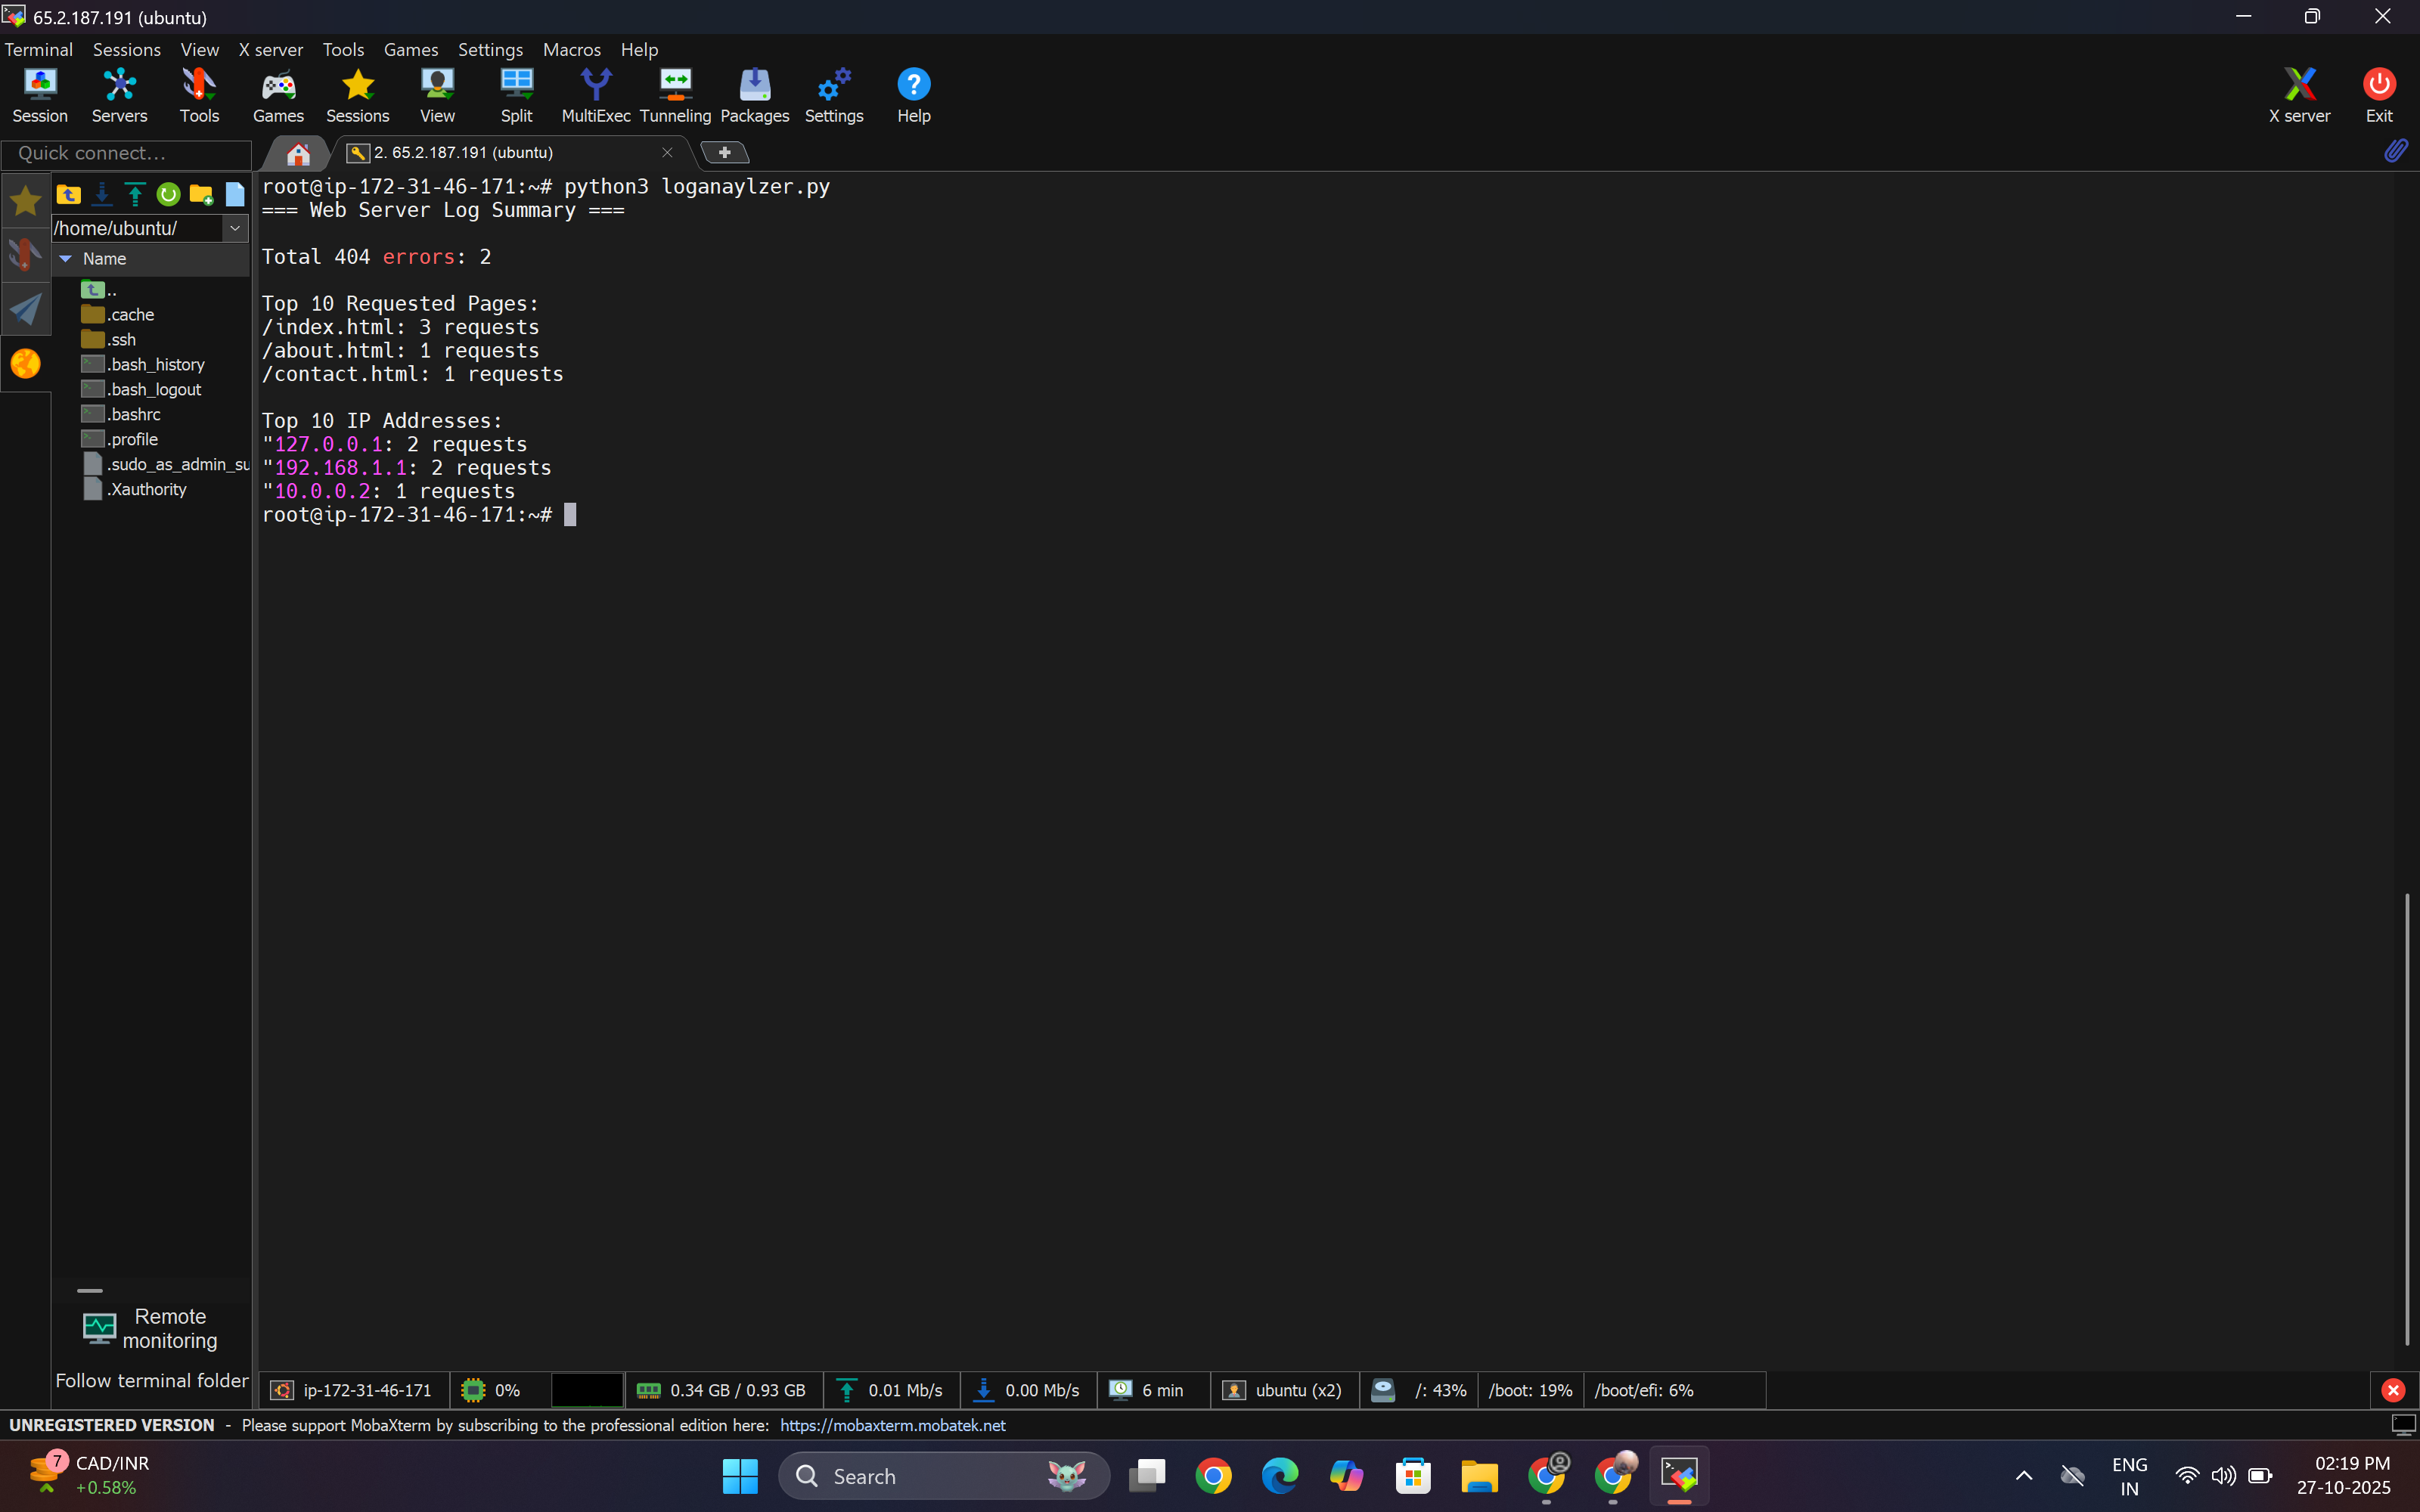 65.2.187.191 (ubuntu)
Terminal Sessions View X server Tools Games Settings Macros Help
Session Servers Tools Games Sessions View Split MultiExec Tunneling Packages Settings Help X server Exit
Quick connect...
2. 65.2.187.191 (ubuntu)
/home/ubuntu/
Name
..
.cache
.ssh
.bash_history
.bash_logout
.bashrc
.profile
.sudo_as_admin_su
.Xauthority
root@ip-172-31-46-171:~# python3 loganaylzer.py
=== Web Server Log Summary ===
Total 404 errors: 2
Top 10 Requested Pages:
/index.html: 3 requests
/about.html: 1 requests
/contact.html: 1 requests
Top 10 IP Addresses:
"127.0.0.1: 2 requests
"192.168.1.1: 2 requests
"10.0.0.2: 1 requests
root@ip-172-31-46-171:~#
Remote
monitoring
Follow terminal folder
ip-172-31-46-171 0% 0.34 GB / 0.93 GB 0.01 Mb/s 0.00 Mb/s 6 min ubuntu (x2) /: 43% /boot: 19% /boot/efi: 6%
UNREGISTERED VERSION - Please support MobaXterm by subscribing to the professional edition here: https://mobaxterm.mobatek.net
7
CAD/INR
+0.58%
Search
ENG
IN
02:19 PM
27-10-2025